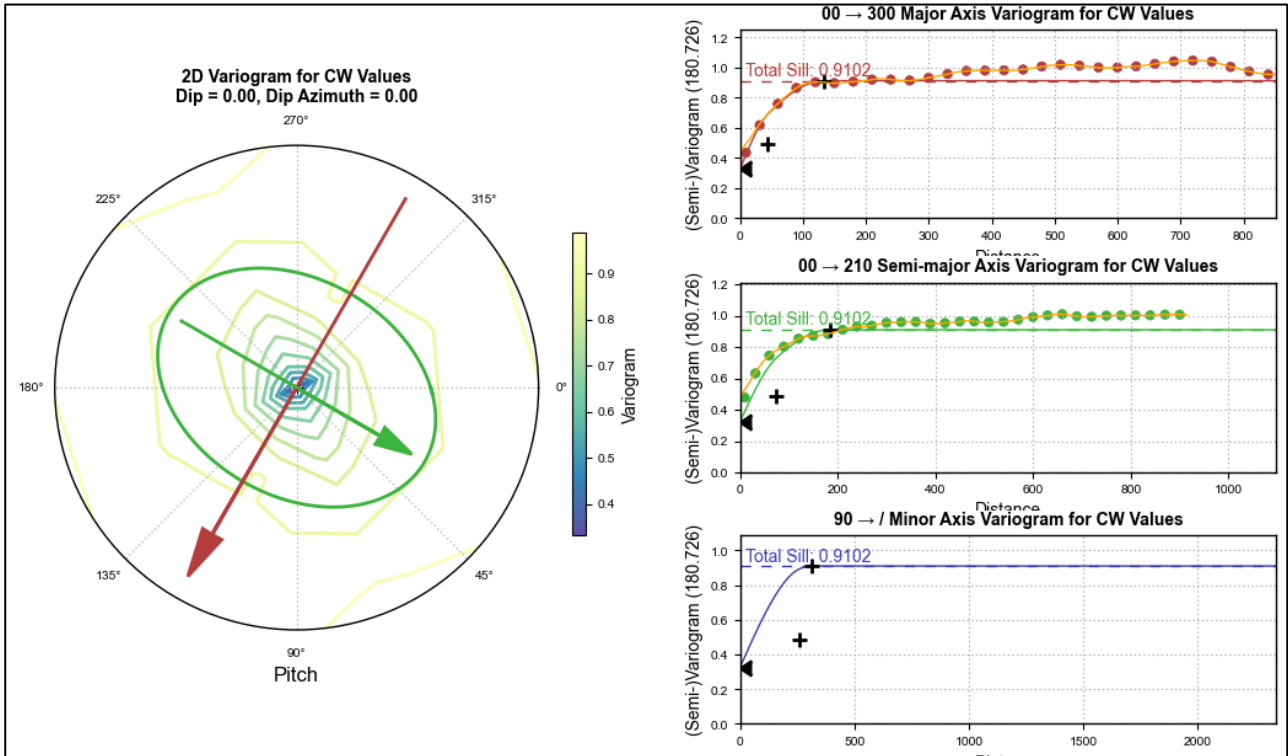 2D Variogram for CW Values
Dip = 0.00, Dip Azimuth = 0.00
270°
225°
315°
180°
0°
135°
45°
90°
Pitch
0.9
0.8
0.7
0.6
0.5
0.4
Variogram
00 → 300 Major Axis Variogram for CW Values
(Semi-)Variogram (180.726)
1.2
1.0
0.8
0.6
0.4
0.2
0.0
Total Sill: 0.9102
0 100 200 300 400 500 600 700 800
Distance
00 → 210 Semi-major Axis Variogram for CW Values
(Semi-)Variogram (180.726)
1.2
1.0
0.8
0.6
0.4
0.2
0.0
Total Sill: 0.9102
0 200 400 600 800 1000
Distance
90 → / Minor Axis Variogram for CW Values
(Semi-)Variogram (180.726)
1.0
0.8
0.6
0.4
0.2
0.0
Total Sill: 0.9102
0 500 1000 1500 2000